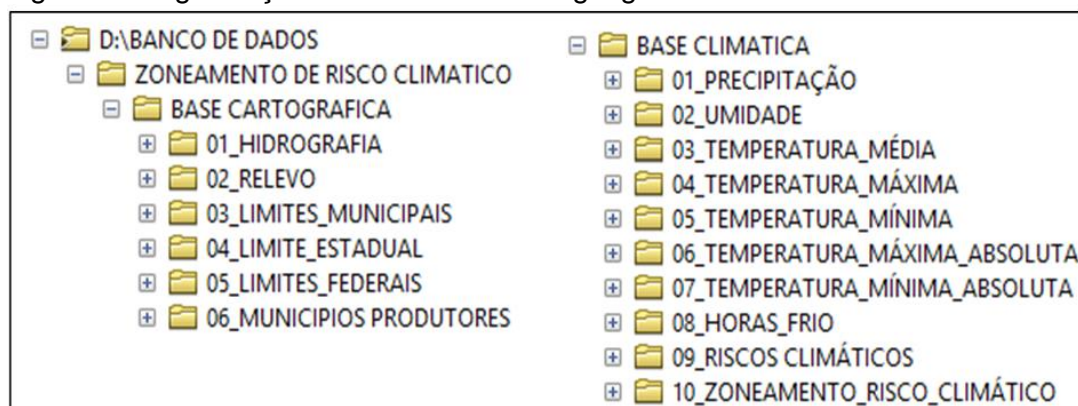 D:\BANCO DE DADOS
ZONEAMENTO DE RISCO CLIMATICO
BASE CARTOGRAFICA
01_HIDROGRAFIA
02_RELEVO
03_LIMITES_MUNICIPAIS
04_LIMITE_ESTADUAL
05_LIMITES_FEDERAIS
06_MUNICIPIOS PRODUTORES
BASE CLIMATICA
01_PRECIPITAÇÃO
02_UMIDADE
03_TEMPERATURA_MÉDIA
04_TEMPERATURA_MÁXIMA
05_TEMPERATURA_MÍNIMA
06_TEMPERATURA_MÁXIMA_ABSOLUTA
07_TEMPERATURA_MÍNIMA_ABSOLUTA
08_HORAS_FRIO
09_RISCOS CLIMÁTICOS
10_ZONEAMENTO_RISCO_CLIMÁTICO